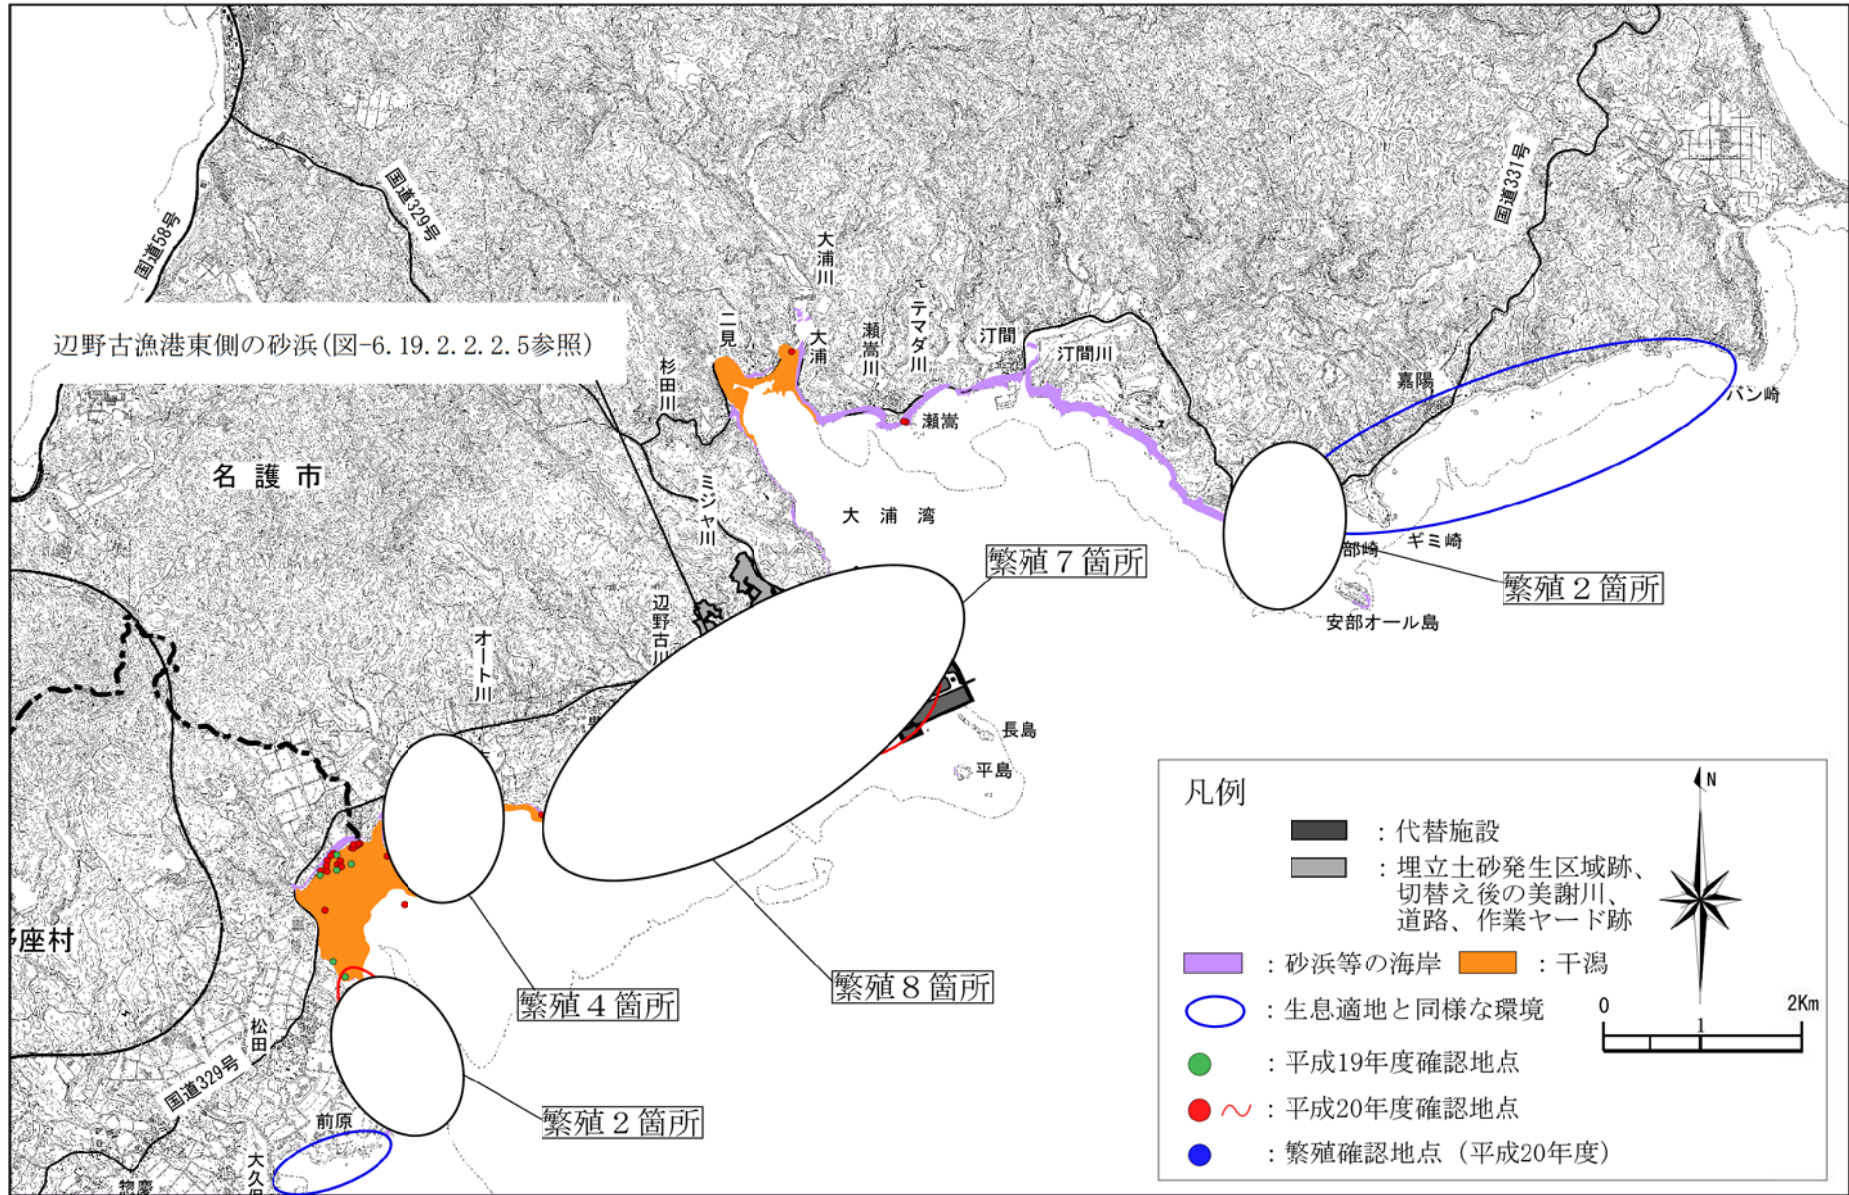 国道58号
国道329号
国道331号
辺野古漁港東側の砂浜(図-6.19.2.2.2.5参照)
大浦川
二見
大浦
瀬嵩川
テマダ川
汀間
汀間川
杉田川
瀬嵩
嘉陽
バン崎
名護市
ミジャ川
大浦湾
部崎
ギミ崎
繁殖7箇所
繁殖2箇所
安部オール島
辺野古川
オート川
長島
平島
座村
繁殖4箇所
繁殖8箇所
松田
国道329号
繁殖2箇所
前原
大久保
惣慶
凡例
:代替施設
:埋立土砂発生区域跡、
切替え後の美謝川、
道路、作業ヤード跡
:砂浜等の海岸
:干潟
:生息適地と同様な環境
:平成19年度確認地点
:平成20年度確認地点
:繁殖確認地点(平成20年度)
N
0
1
2Km